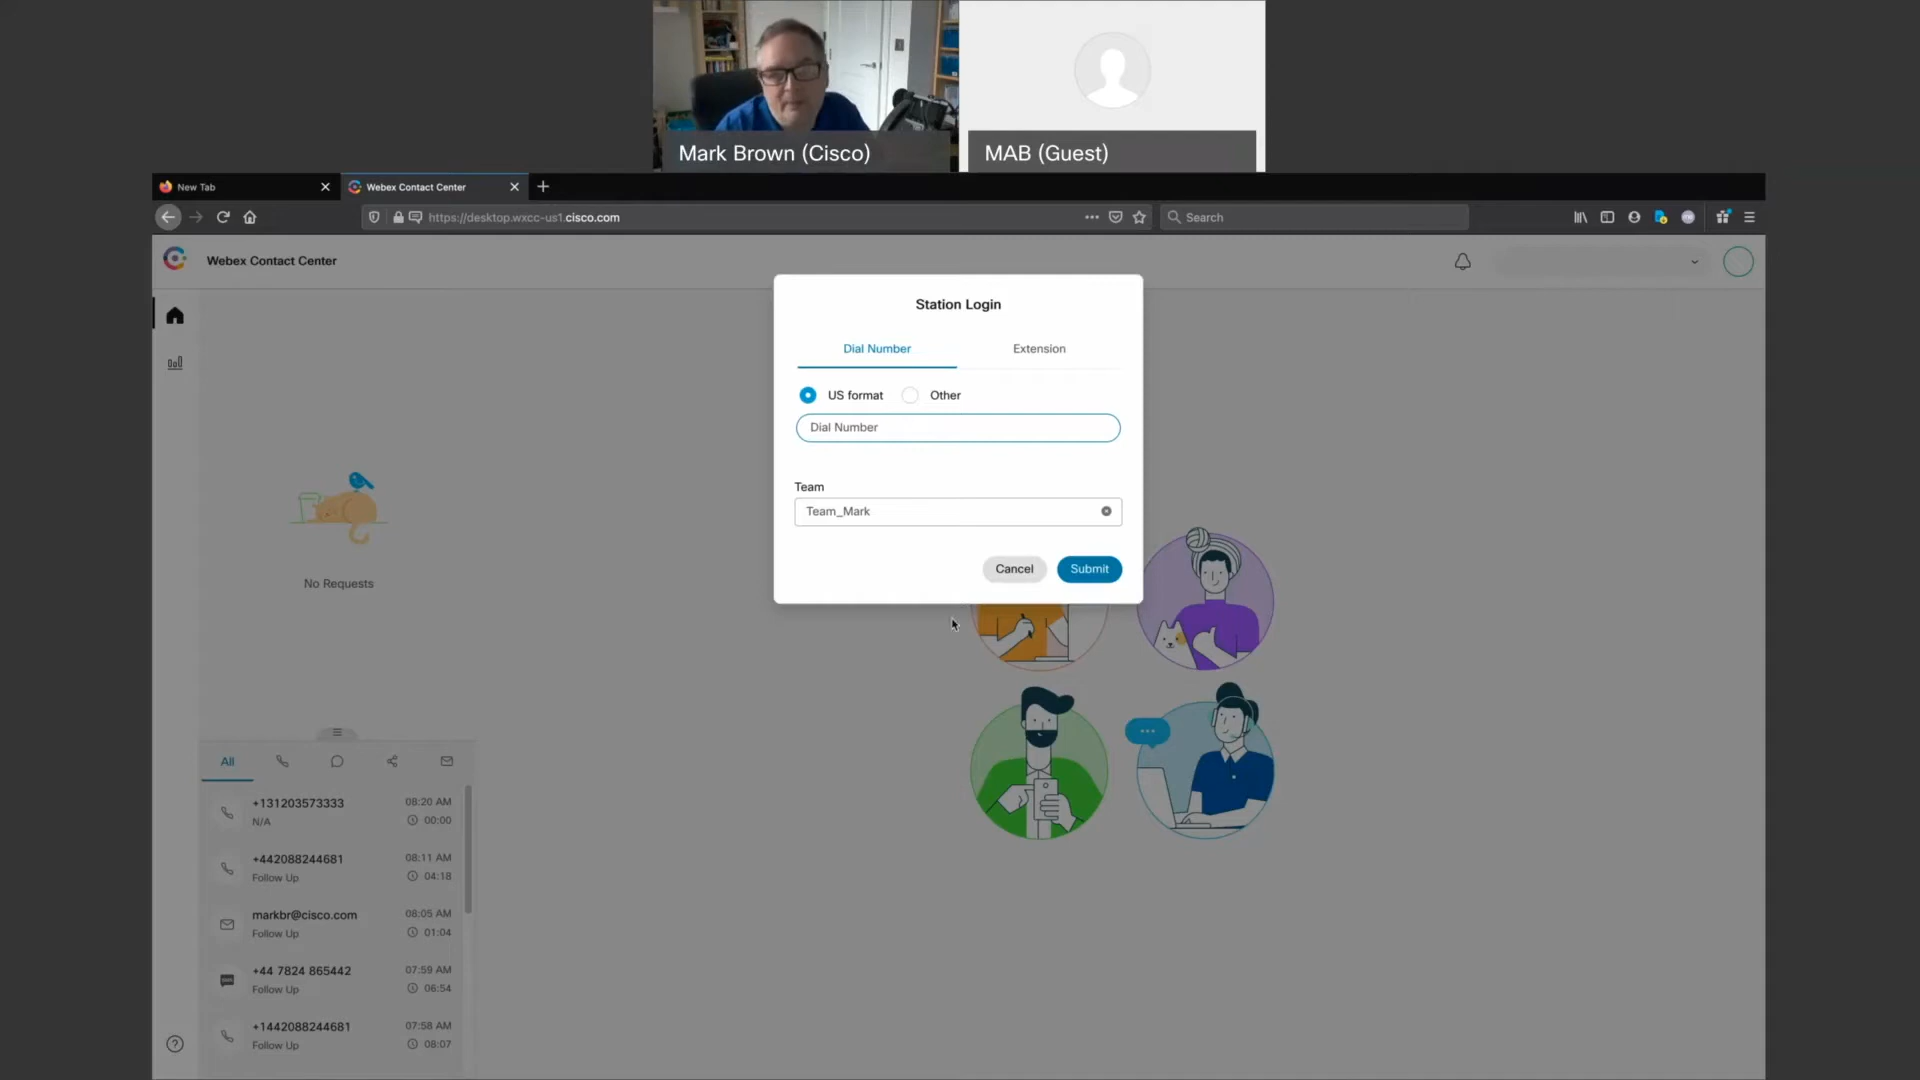 Mark Brown (Cisco)
MAB (Guest)
New Tab
Webex Contact Center
https://desktop.wxcc-us1.cisco.com
Search
Webex Contact Center
Station Login
Dial Number
Extension
US format
Other
Dial Number
Team
Team_Mark
Cancel
Submit
No Requests
All
+131203573333
08:20 AM
N/A
00:00
+442088244681
08:11 AM
Follow Up
04:18
markbr@cisco.com
08:05 AM
Follow Up
01:04
+44 7824 865442
07:59 AM
Follow Up
06:54
+1442088244681
07:58 AM
Follow Up
08:07